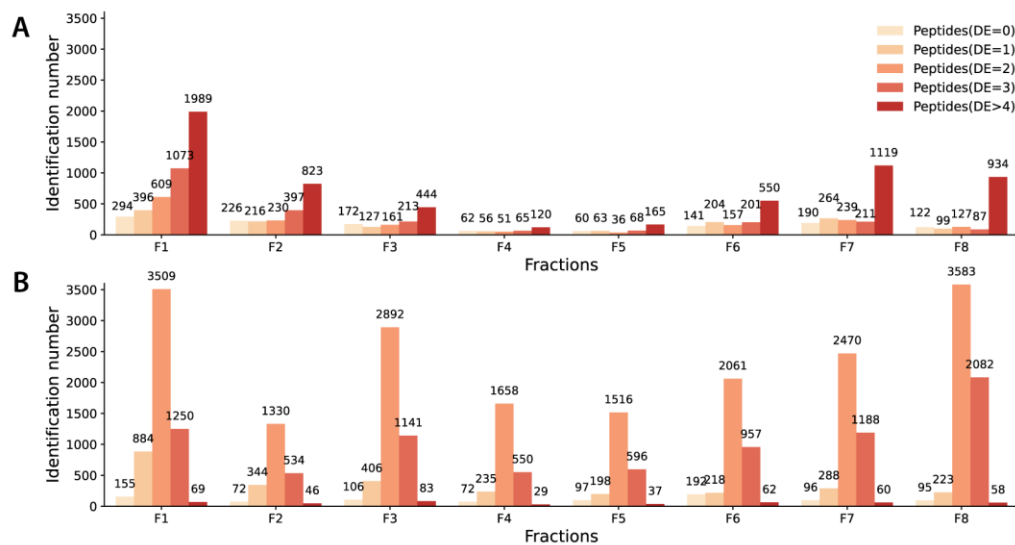 A
Identification number
3500
3000
2500
2000
1500
1000
500
0
Peptides(DE=0)
Peptides(DE=1)
Peptides(DE=2)
Peptides(DE=3)
Peptides(DE>4)
294 396 609 1073 1989
226 216 230 397 823
172 127 161 213 444
62 56 51 65 120
60 63 36 68 165
141 204 157 201 550
190 264 239 211 1119
122 99 127 87 934
F1 F2 F3 F4 F5 F6 F7 F8
Fractions
B
Identification number
3500
3000
2500
2000
1500
1000
500
0
155 884 3509 1250 69
72 344 1330 534 46
106 406 2892 1141 83
72 235 1658 550 29
97 198 1516 596 37
192 218 2061 957 62
96 288 2470 1188 60
95 223 3583 2082 58
F1 F2 F3 F4 F5 F6 F7 F8
Fractions